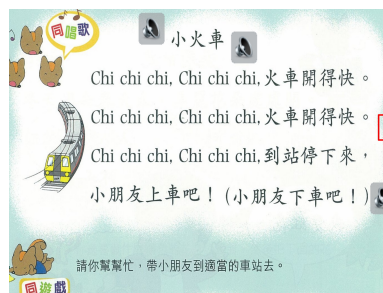 同唱歌
小火車
Chi chi chi, Chi chi chi,火車開得快。
Chi chi chi, Chi chi chi,火車開得快。
Chi chi chi, Chi chi chi,到站停下來，
小朋友上車吧！(小朋友下車吧！)
請你幫幫忙，帶小朋友到適當的車站去。
同遊戲